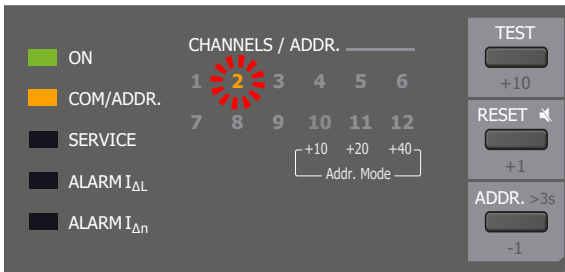 ON
COM/ADDR.
SERVICE
ALARM IΔL
ALARM IΔn
CHANNELS / ADDR.
1 2 3 4 5 6
7 8 9 10 11 12
+10 +20 +40
Addr. Mode
TEST
+10
RESET
+1
ADDR. >3s
-1